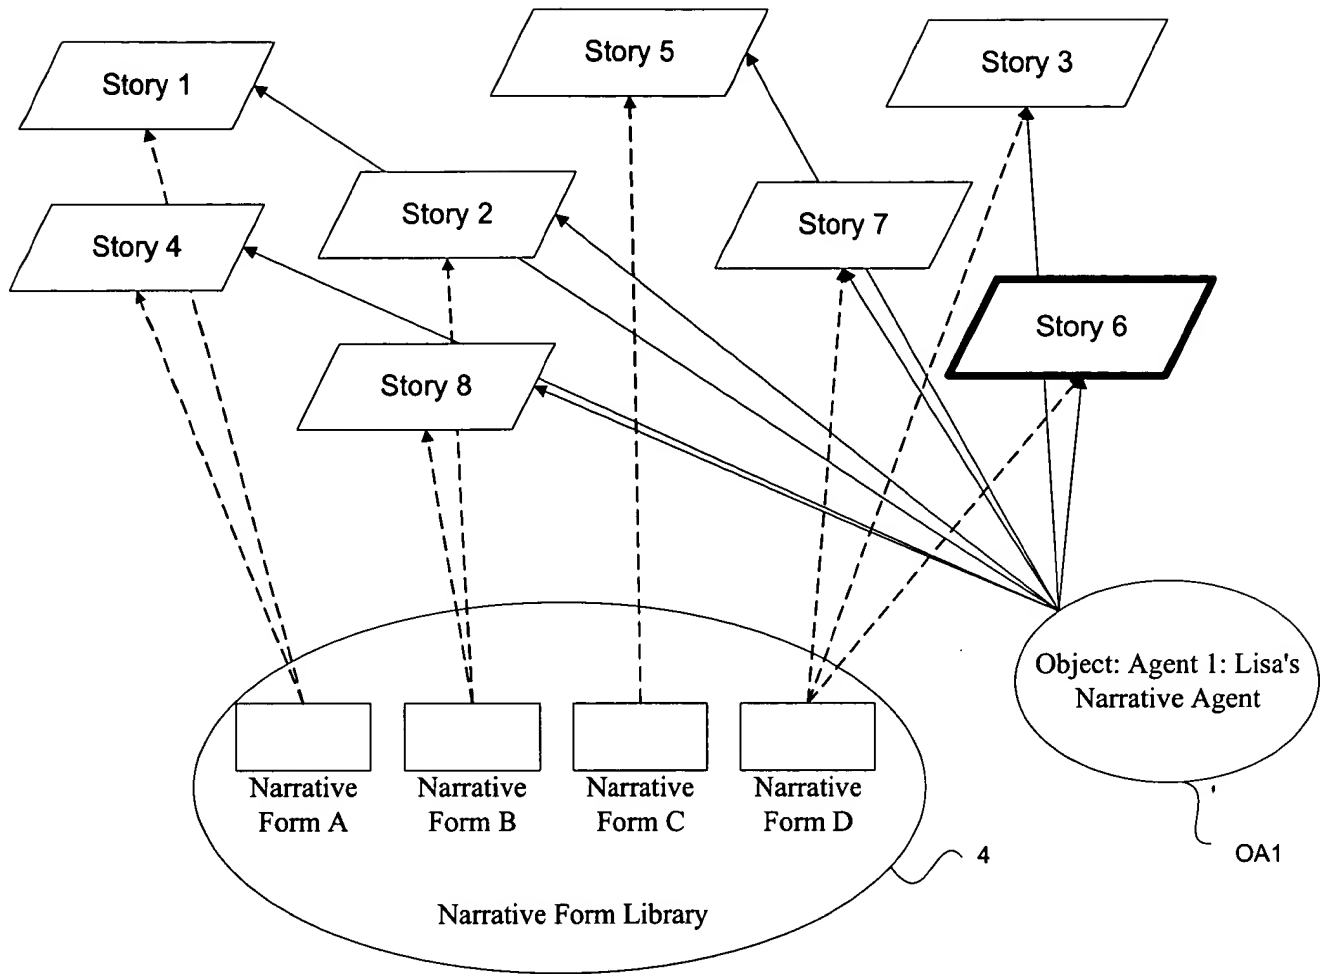 Story 5
Story 3
Story 1
Story 2
Story 7
Story 4
Story 6
Story 8
Object: Agent 1: Lisa's
Narrative Agent
Narrative
Form A
Narrative
Form B
Narrative
Form C
Narrative
Form D
4
OA1
Narrative Form Library